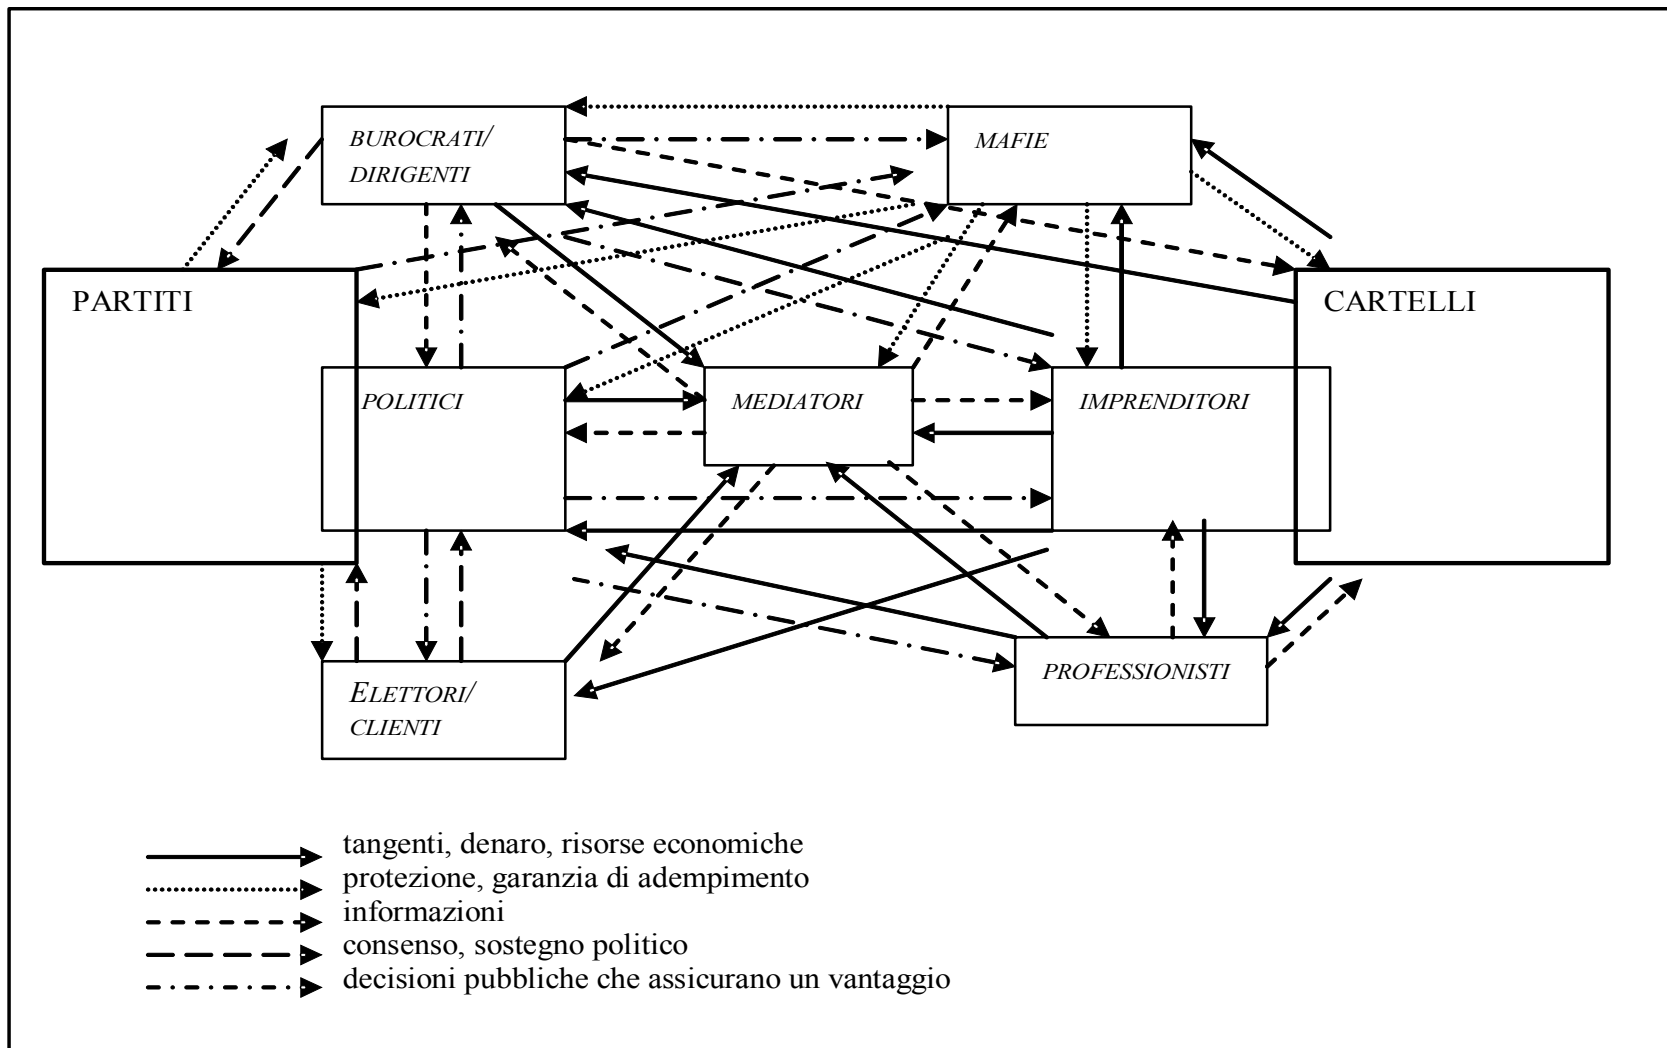 BUROCRATI/
DIRIGENTI
MAFIE
PARTITI
CARTELLI
POLITICI
MEDIATORI
IMPRENDITORI
ELETTORI/
CLIENTI
PROFESSIONISTI
tangenti, denaro, risorse economiche
protezione, garanzia di adempimento
informazioni
consenso, sostegno politico
decisioni pubbliche che assicurano un vantaggio